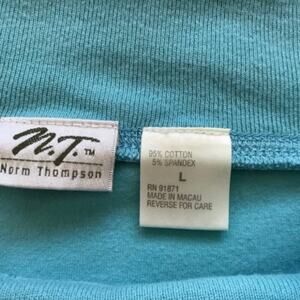 N.T. TM
Norm Thompson
95% COTTON
5% SPANDEX
L
RN 91871
MADE IN MACAU
REVERSE FOR CARE